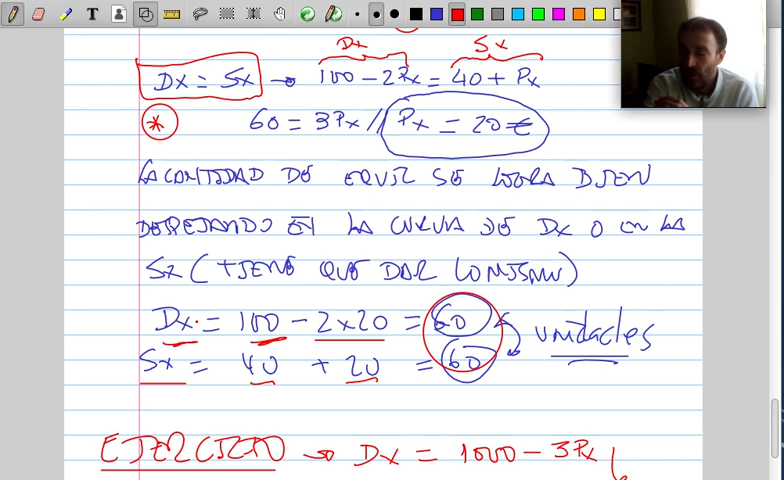 Dx Sx
Dx = Sx → 100 - 2Px = 40 + Px
* 60 = 3Px // Px = 20€
LA CANTIDAD DE EQUIL SE LOGRA BIEN
DESPEJANDO EN LA CURVA DE Dx O EN LA
Sx (TIENE QUE DAR LO MISMO)
Dx = 100 - 2x20 = 60
Sx = 40 + 20 = 60 unidades
EJERCICIO → Dx = 1000 - 3Px